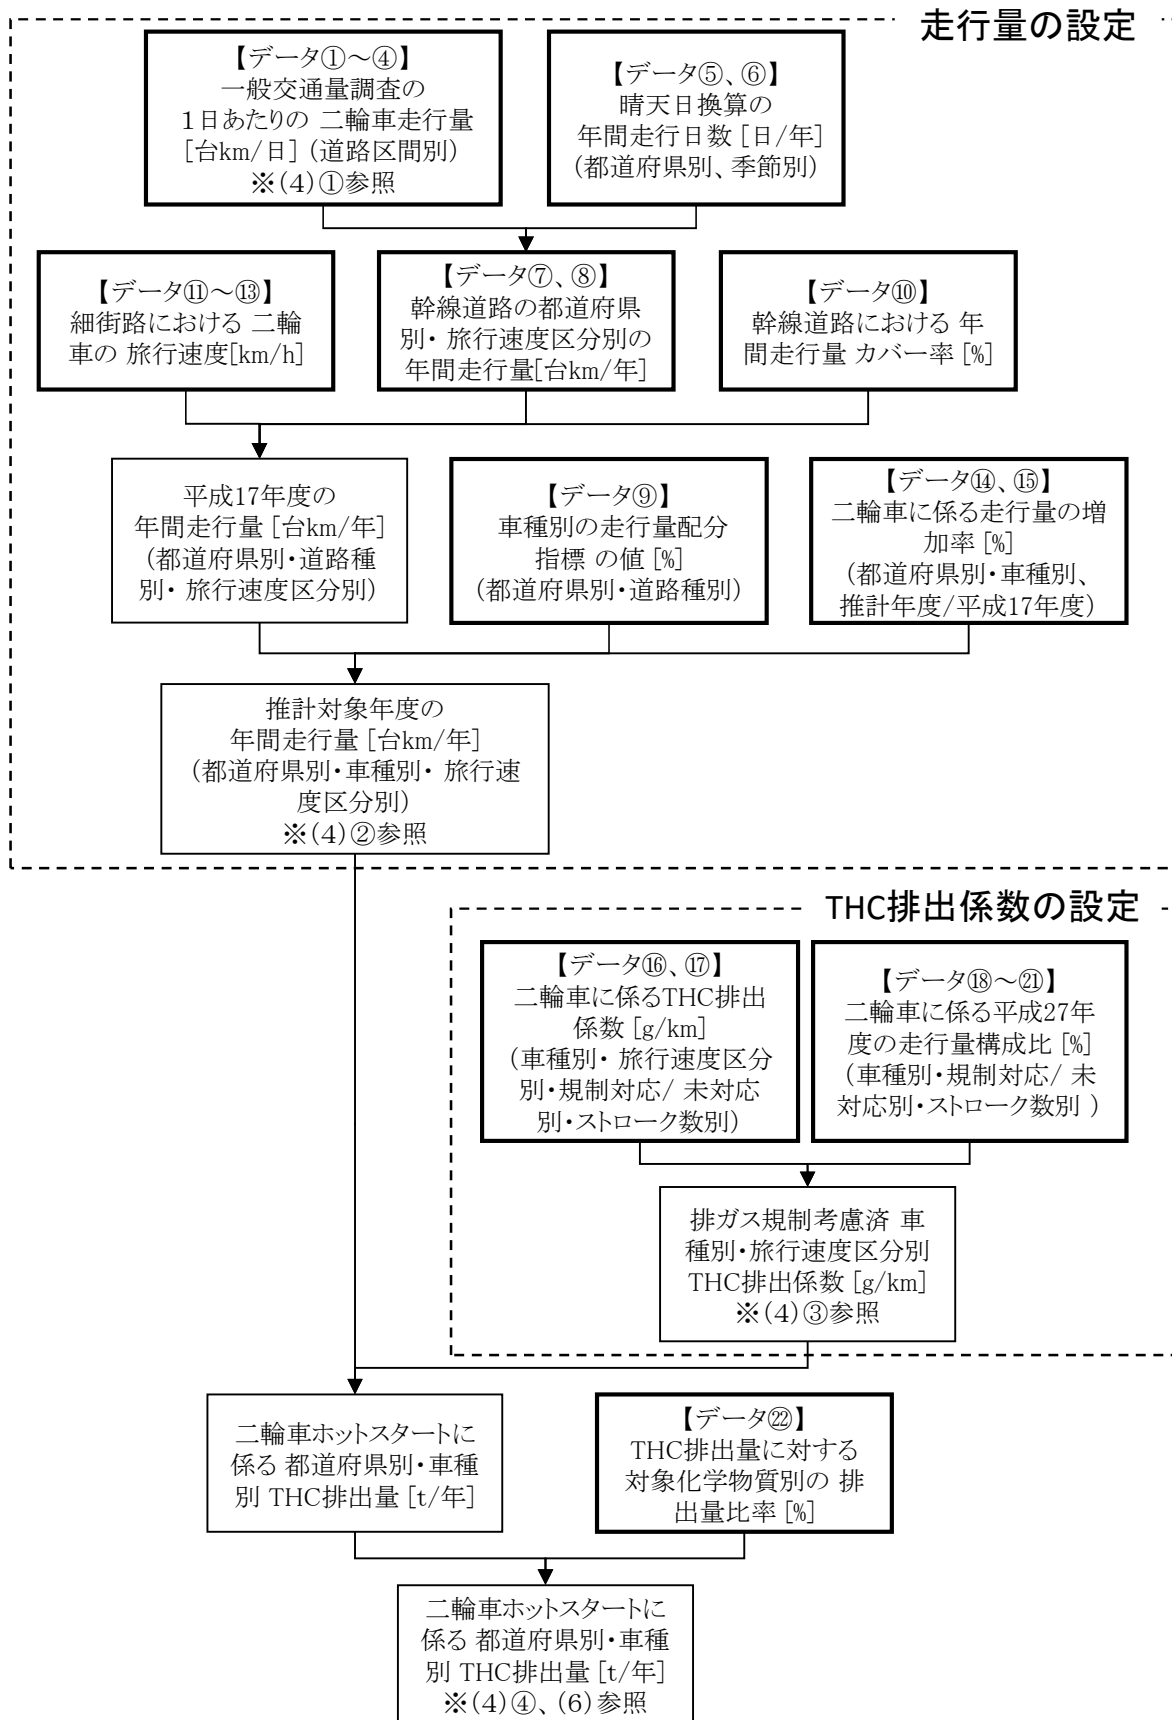 走行量の設定
【データ①～④】
一般交通量調査の
１日あたりの 二輪車走行量
[台km/日] (道路区間別)
※(4)①参照
【データ⑤、⑥】
晴天日換算の
年間走行日数 [日/年]
(都道府県別、季節別)
【データ⑪～⑬】
細街路における 二輪
車の 旅行速度[km/h]
【データ⑦、⑧】
幹線道路の都道府県
別・ 旅行速度区分別の
年間走行量[台km/年]
【データ⑩】
幹線道路における 年
間走行量 カバー率 [%]
平成17年度の
年間走行量 [台km/年]
(都道府県別・道路種
別・ 旅行速度区分別)
【データ⑨】
車種別の走行量配分
指標 の値 [%]
(都道府県別・道路種別)
【データ⑭、⑮】
二輪車に係る走行量の増
加率 [%]
(都道府県別・車種別、
推計年度/平成17年度)
推計対象年度の
年間走行量 [台km/年]
(都道府県別・車種別・ 旅行速
度区分別)
※(4)②参照
THC排出係数の設定
【データ⑯、⑰】
二輪車に係るTHC排出
係数 [g/km]
(車種別・ 旅行速度区分
別・規制対応/ 未対応
別・ストローク数別)
【データ⑱～㉑】
二輪車に係る平成27年
度の走行量構成比 [%]
(車種別・規制対応/ 未
対応別・ストローク数別 )
排ガス規制考慮済 車
種別・旅行速度区分別
THC排出係数 [g/km]
※(4)③参照
二輪車ホットスタートに
係る 都道府県別・車種
別 THC排出量 [t/年]
【データ㉒】
THC排出量に対する
対象化学物質別の 排
出量比率 [%]
二輪車ホットスタートに
係る 都道府県別・車種
別 THC排出量 [t/年]
※(4)④、(6)参照